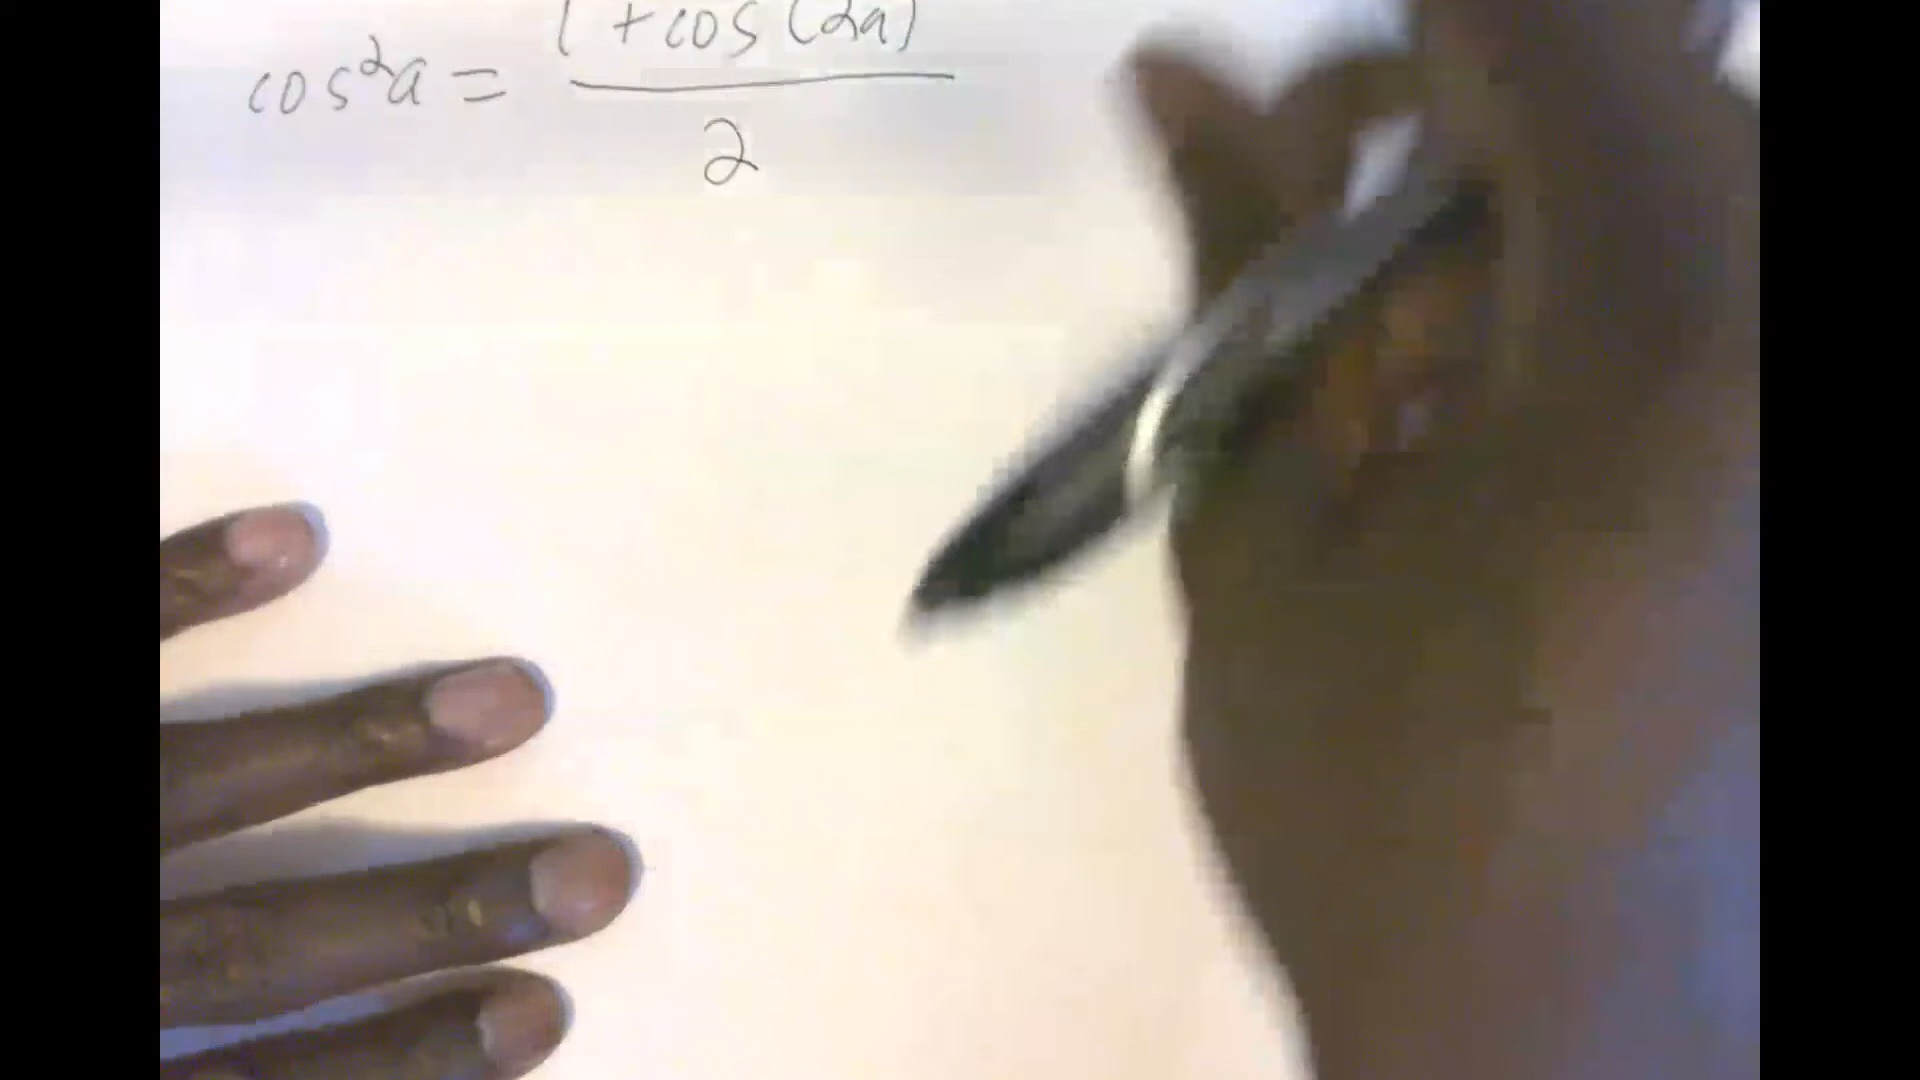 cos²a = (1 + cos(2a)) / 2